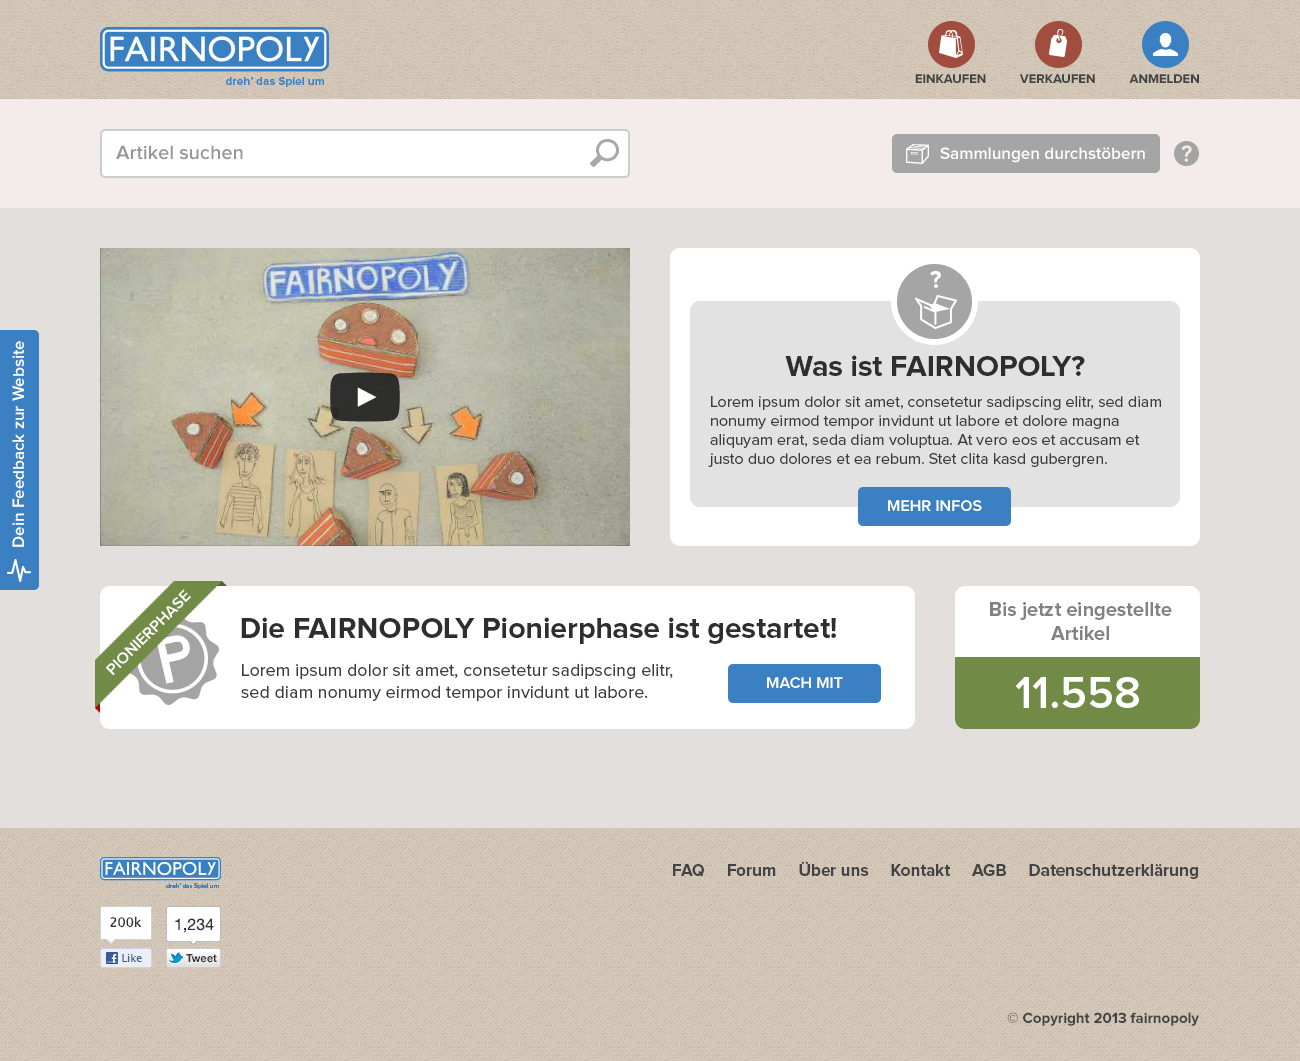 FAIRNOPOLY
dreh' das Spiel um
EINKAUFEN
VERKAUFEN
ANMELDEN
Artikel suchen
Sammlungen durchstöbern
?
FAIRNOPOLY
?
Was ist FAIRNOPOLY?
Lorem ipsum dolor sit amet, consetetur sadipscing elitr, sed diam
nonumy eirmod tempor invidunt ut labore et dolore magna
aliquyam erat, seda diam voluptua. At vero eos et accusam et
justo duo dolores et ea rebum. Stet clita kasd gubergren.
MEHR INFOS
Dein Feedback zur Website
PIONIERPHASE
P
Die FAIRNOPOLY Pionierphase ist gestartet!
Lorem ipsum dolor sit amet, consetetur sadipscing elitr,
sed diam nonumy eirmod tempor invidunt ut labore.
MACH MIT
Bis jetzt eingestellte
Artikel
11.558
FAIRNOPOLY
dreh' das Spiel um
FAQ Forum Über uns Kontakt AGB Datenschutzerklärung
200k
1,234
Like
Tweet
© Copyright 2013 fairnopoly